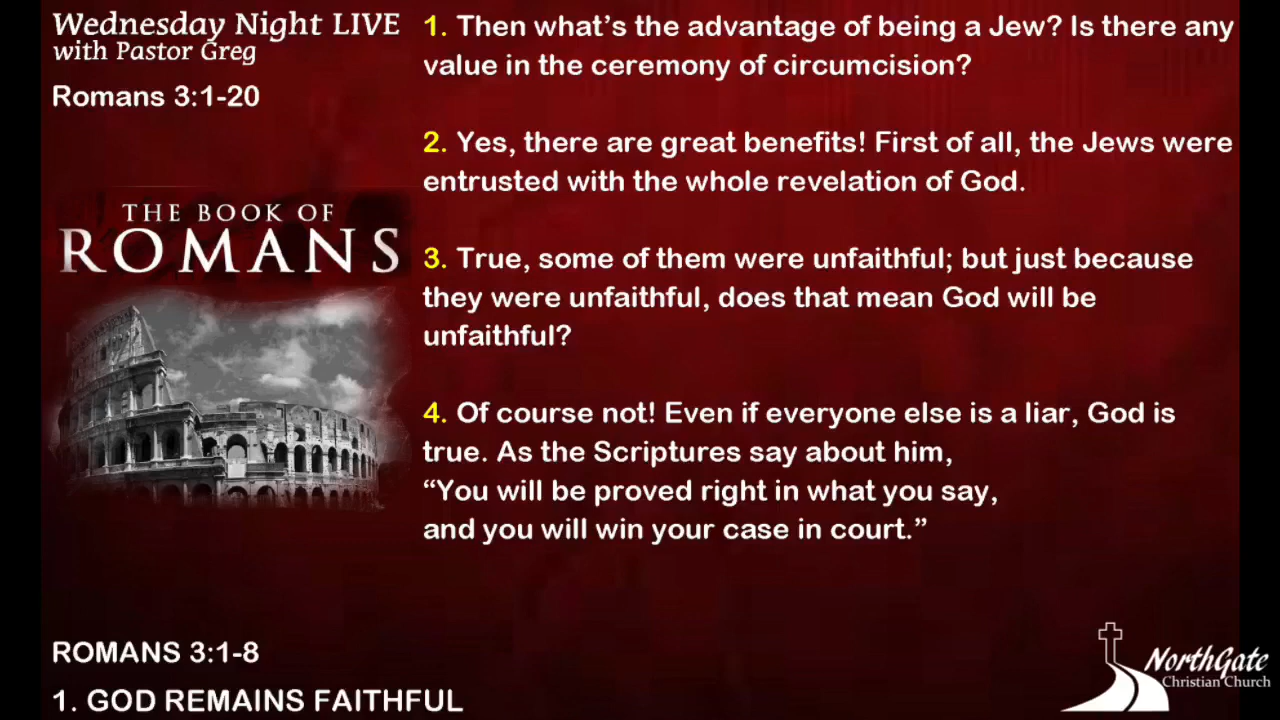 Wednesday Night LIVE
with Pastor Greg
Romans 3:1-20
THE BOOK OF
ROMANS
1. Then what’s the advantage of being a Jew? Is there any
value in the ceremony of circumcision?
2. Yes, there are great benefits! First of all, the Jews were
entrusted with the whole revelation of God.
3. True, some of them were unfaithful; but just because
they were unfaithful, does that mean God will be
unfaithful?
4. Of course not! Even if everyone else is a liar, God is
true. As the Scriptures say about him,
“You will be proved right in what you say,
and you will win your case in court.”
ROMANS 3:1-8
1. GOD REMAINS FAITHFUL
NorthGate
Christian Church